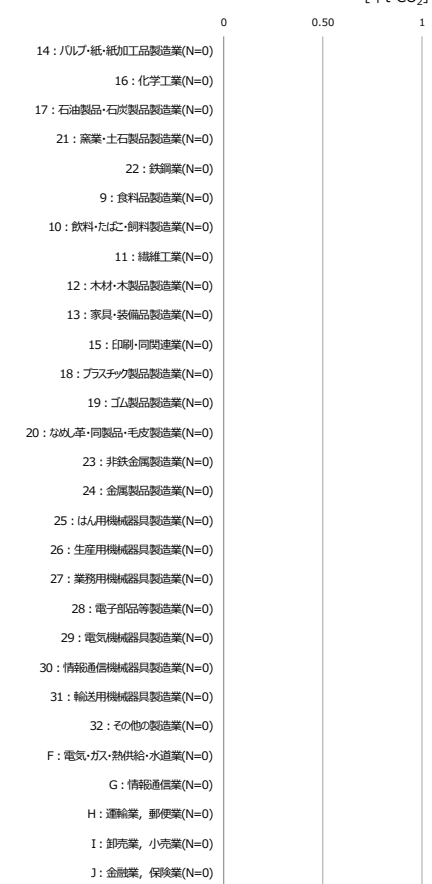 0 0.50 1
14：パルプ・紙・紙加工品製造業(N=0)
16：化学工業(N=0)
17：石油製品・石炭製品製造業(N=0)
21：窯業・土石製品製造業(N=0)
22：鉄鋼業(N=0)
9：食料品製造業(N=0)
10：飲料・たばこ・飼料製造業(N=0)
11：繊維工業(N=0)
12：木材・木製品製造業(N=0)
13：家具・装備品製造業(N=0)
15：印刷・同関連業(N=0)
18：プラスチック製品製造業(N=0)
19：ゴム製品製造業(N=0)
20：なめし革・同製品・毛皮製造業(N=0)
23：非鉄金属製造業(N=0)
24：金属製品製造業(N=0)
25：はん用機械器具製造業(N=0)
26：生産用機械器具製造業(N=0)
27：業務用機械器具製造業(N=0)
28：電子部品等製造業(N=0)
29：電気機械器具製造業(N=0)
30：情報通信機械器具製造業(N=0)
31：輸送用機械器具製造業(N=0)
32：その他の製造業(N=0)
F：電気・ガス・熱供給・水道業(N=0)
G：情報通信業(N=0)
H：運輸業，郵便業(N=0)
I：卸売業，小売業(N=0)
J：金融業，保険業(N=0)